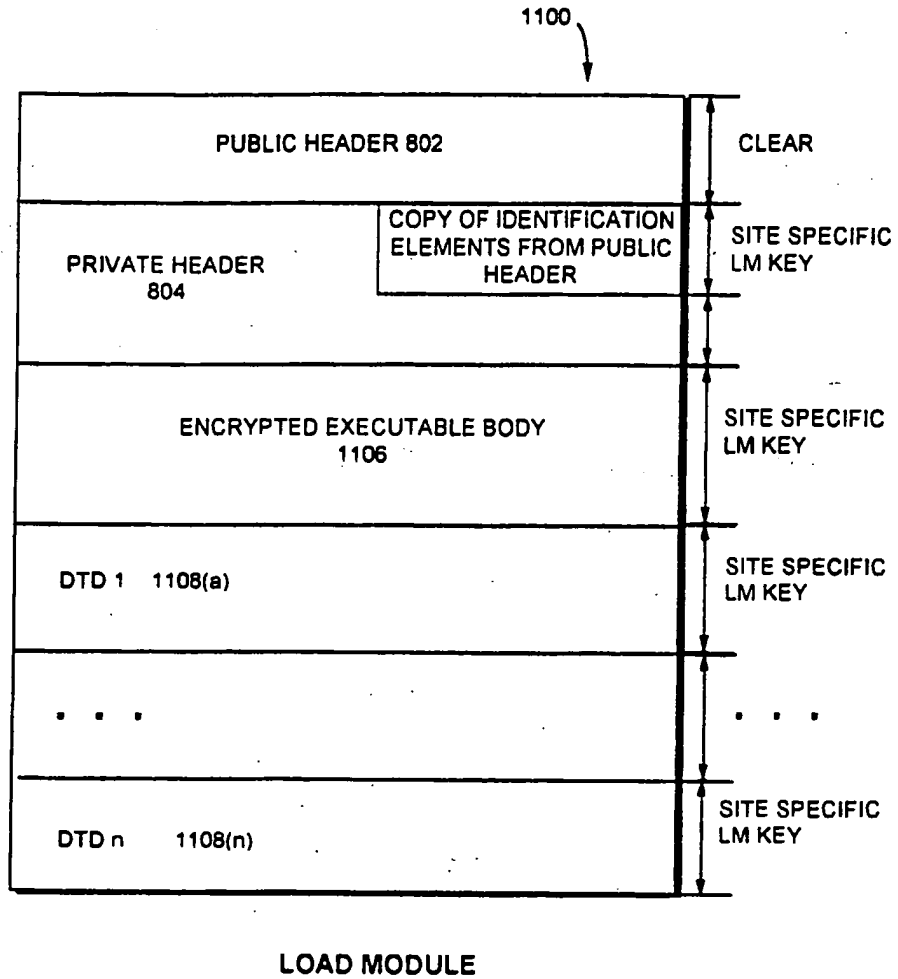 1100
PUBLIC HEADER 802
CLEAR
COPY OF IDENTIFICATION
ELEMENTS FROM PUBLIC
HEADER
SITE SPECIFIC
LM KEY
PRIVATE HEADER
804
ENCRYPTED EXECUTABLE BODY
1106
SITE SPECIFIC
LM KEY
DTD 1 1108(a)
SITE SPECIFIC
LM KEY
. . .
. . .
DTD n 1108(n)
SITE SPECIFIC
LM KEY
LOAD MODULE